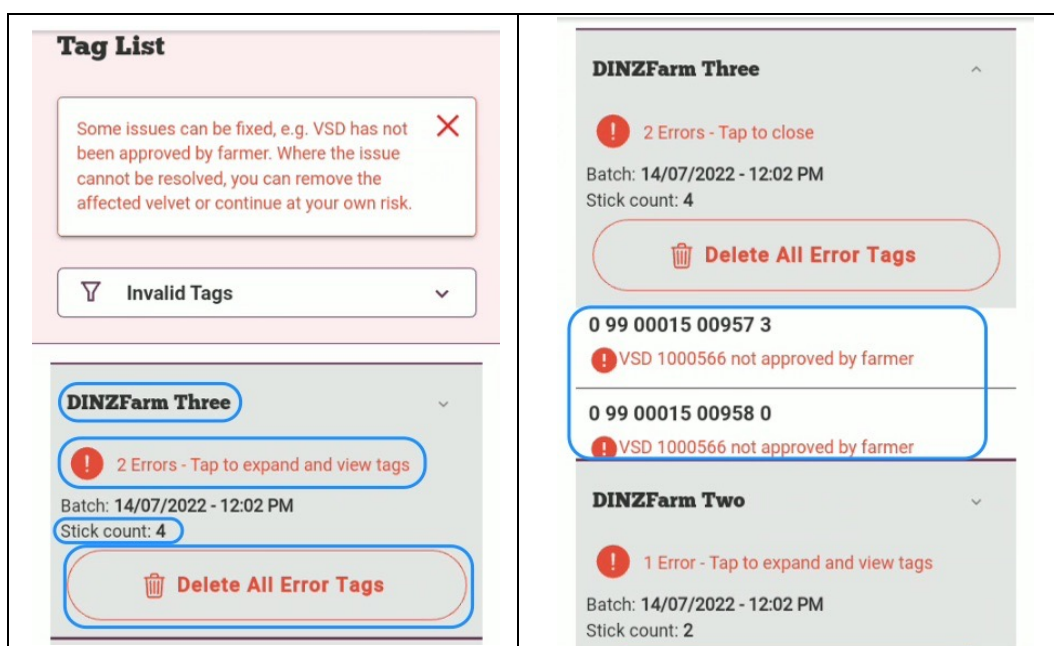 Tag List
Some issues can be fixed, e.g. VSD has not
been approved by farmer. Where the issue
cannot be resolved, you can remove the
affected velvet or continue at your own risk.
Invalid Tags
DINZFarm Three
2 Errors - Tap to expand and view tags
Batch: 14/07/2022 - 12:02 PM
Stick count: 4
Delete All Error Tags
DINZFarm Three
2 Errors - Tap to close
Batch: 14/07/2022 - 12:02 PM
Stick count: 4
Delete All Error Tags
0 99 00015 00957 3
VSD 1000566 not approved by farmer
0 99 00015 00958 0
VSD 1000566 not approved by farmer
DINZFarm Two
1 Error - Tap to expand and view tags
Batch: 14/07/2022 - 12:02 PM
Stick count: 2